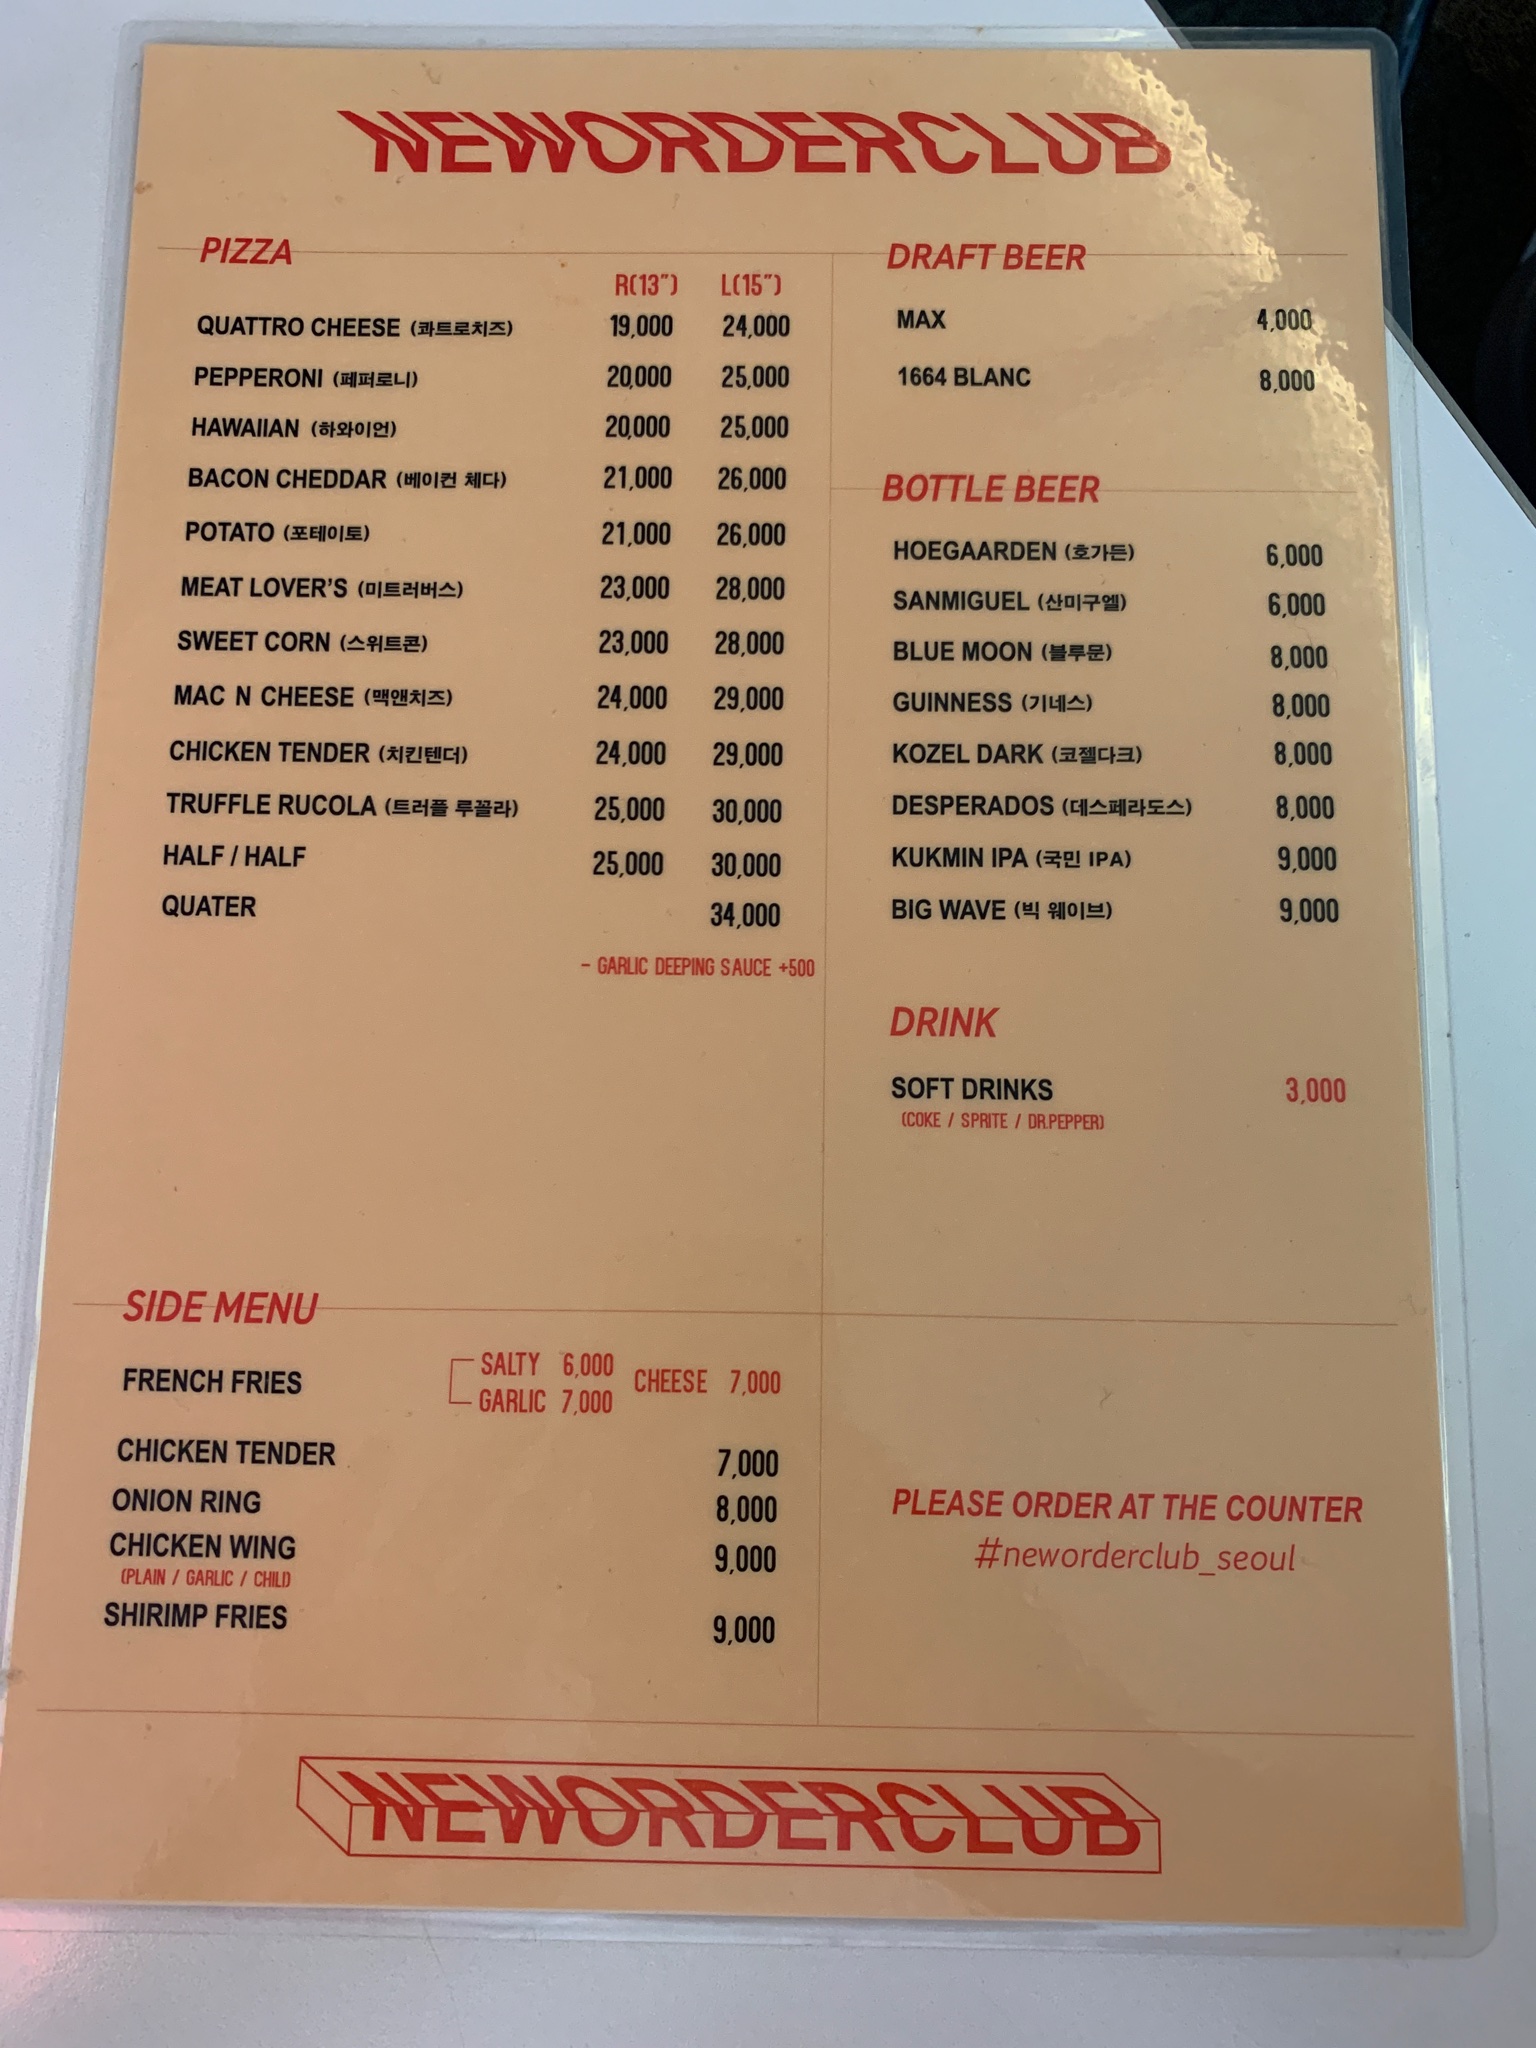 NEWORDERCLUB
PIZZA
R(13") L(15")
QUATTRO CHEESE (콰트로치즈) 19,000 24,000
PEPPERONI (페퍼로니) 20,000 25,000
HAWAIIAN (하와이언) 20,000 25,000
BACON CHEDDAR (베이컨 체다) 21,000 26,000
POTATO (포테이토) 21,000 26,000
MEAT LOVER'S (미트러버스) 23,000 28,000
SWEET CORN (스위트콘) 23,000 28,000
MAC N CHEESE (맥앤치즈) 24,000 29,000
CHICKEN TENDER (치킨텐더) 24,000 29,000
TRUFFLE RUCOLA (트러플 루꼴라) 25,000 30,000
HALF / HALF 25,000 30,000
QUATER 34,000
- GARLIC DEEPING SAUCE +500
DRAFT BEER
MAX 4,000
1664 BLANC 8,000
BOTTLE BEER
HOEGAARDEN (호가든) 6,000
SANMIGUEL (산미구엘) 6,000
BLUE MOON (블루문) 8,000
GUINNESS (기네스) 8,000
KOZEL DARK (코젤다크) 8,000
DESPERADOS (데스페라도스) 8,000
KUKMIN IPA (국민 IPA) 9,000
BIG WAVE (빅 웨이브) 9,000
DRINK
SOFT DRINKS 3,000
(COKE / SPRITE / DR.PEPPER)
SIDE MENU
FRENCH FRIES SALTY 6,000 CHEESE 7,000
GARLIC 7,000
CHICKEN TENDER 7,000
ONION RING 8,000
CHICKEN WING 9,000
(PLAIN / GARLIC / CHILI)
SHIRIMP FRIES 9,000
PLEASE ORDER AT THE COUNTER
#neworderclub_seoul
NEWORDERCLUB